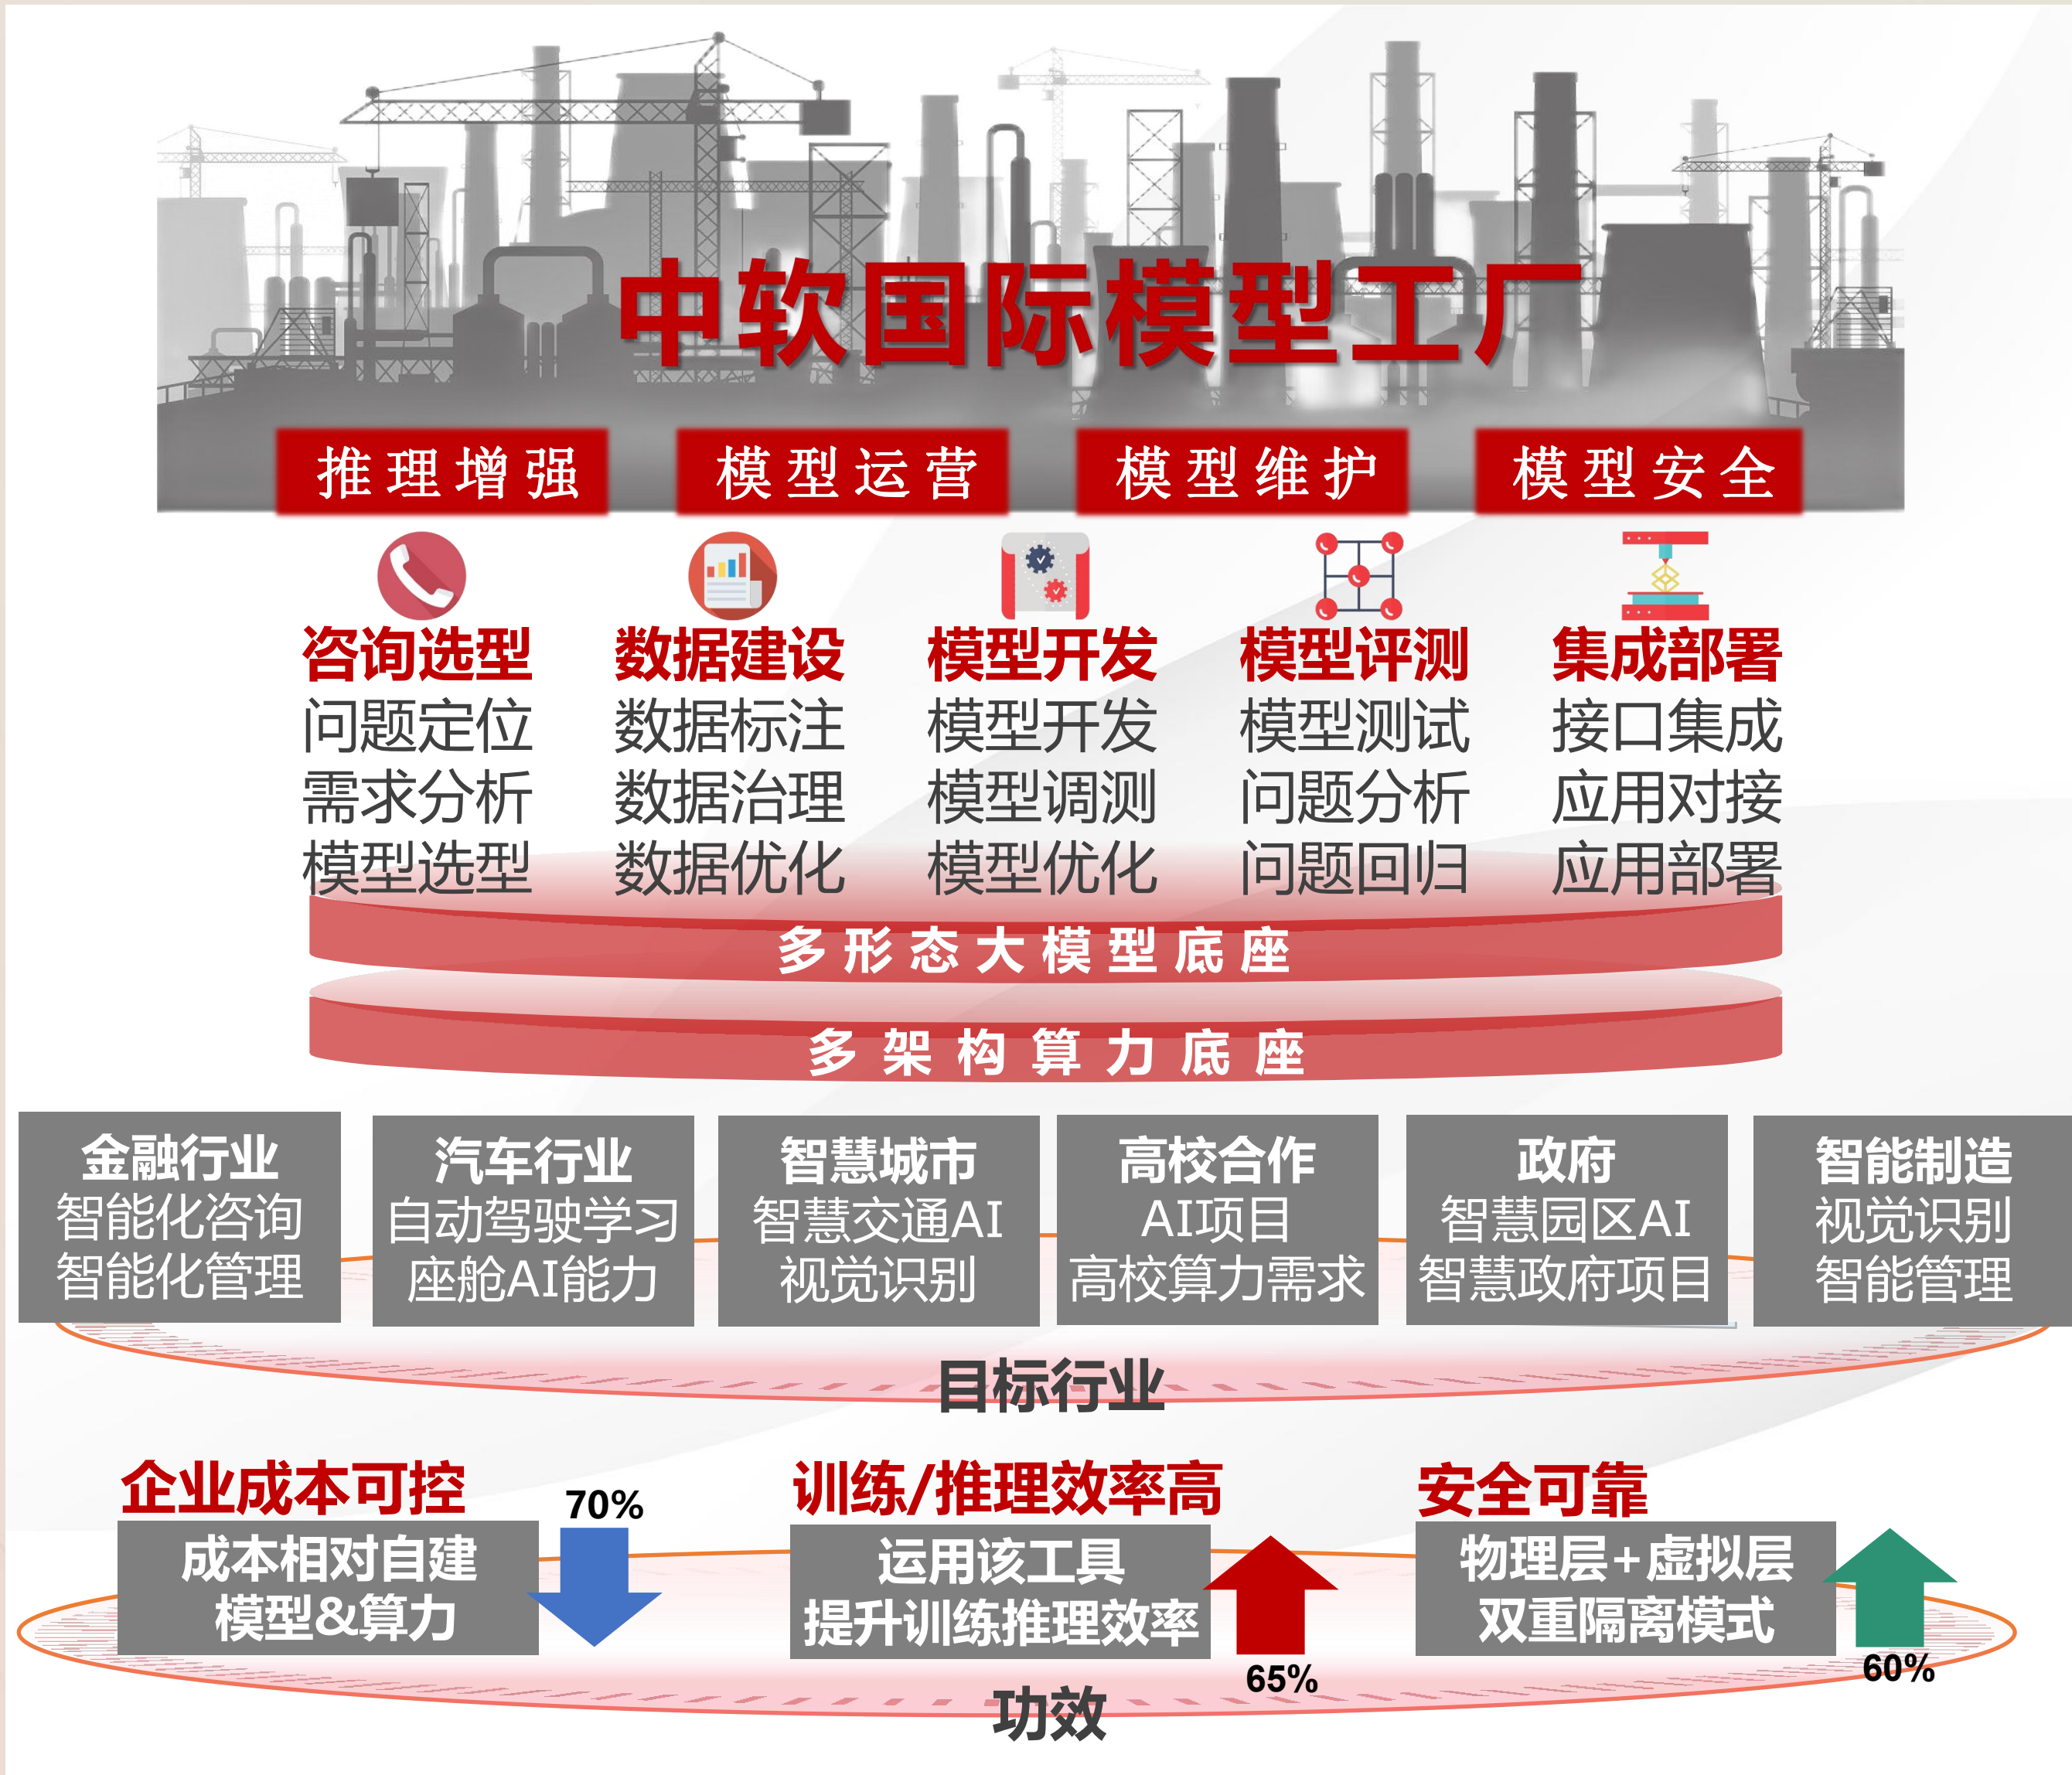 中软国际模型工厂
推理增强
模型运营
模型维护
模型安全
咨询选型
问题定位
需求分析
模型选型
数据建设
数据标注
数据治理
数据优化
模型开发
模型开发
模型调测
模型优化
模型评测
模型测试
问题分析
问题回归
集成部署
接口集成
应用对接
应用部署
多形态大模型底座
多架构算力底座
金融行业
智能化咨询
智能化管理
汽车行业
自动驾驶学习
座舱AI能力
智慧城市
智慧交通AI
视觉识别
高校合作
AI项目
高校算力需求
政府
智慧园区AI
智慧政府项目
智能制造
视觉识别
智能管理
目标行业
企业成本可控
成本相对自建
模型&算力
70%
训练/推理效率高
运用该工具
提升训练推理效率
65%
安全可靠
物理层+虚拟层
双重隔离模式
60%
功效